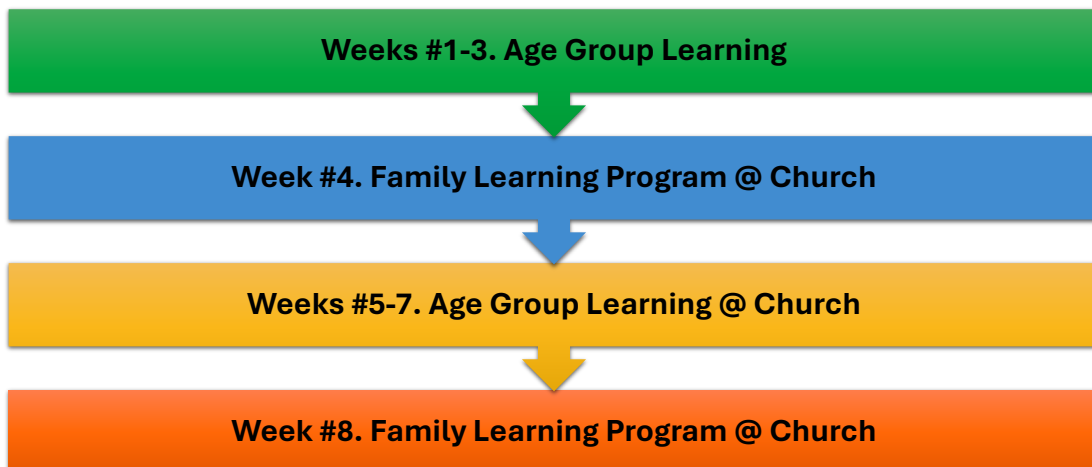 Weeks #1-3. Age Group Learning
Week #4. Family Learning Program @ Church
Weeks #5-7. Age Group Learning @ Church
Week #8. Family Learning Program @ Church